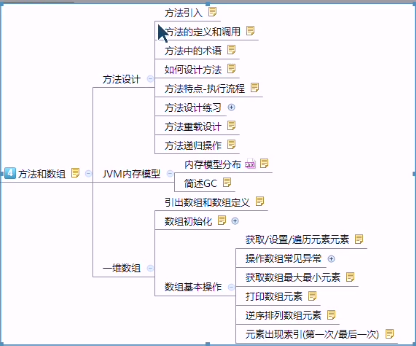 方法引入
方法的定义和调用
方法中的术语
如何设计方法
方法设计
方法特点-执行流程
方法设计练习
方法重载设计
方法递归操作
内存模型分布
4 方法和数组
JVM内存模型
简述GC
引出数组和数组定义
数组初始化
获取/设置/遍历元素元素
一维数组
操作数组常见异常
数组基本操作
获取数组最大最小元素
打印数组元素
逆序排列数组元素
元素出现索引(第一次/最后一次)